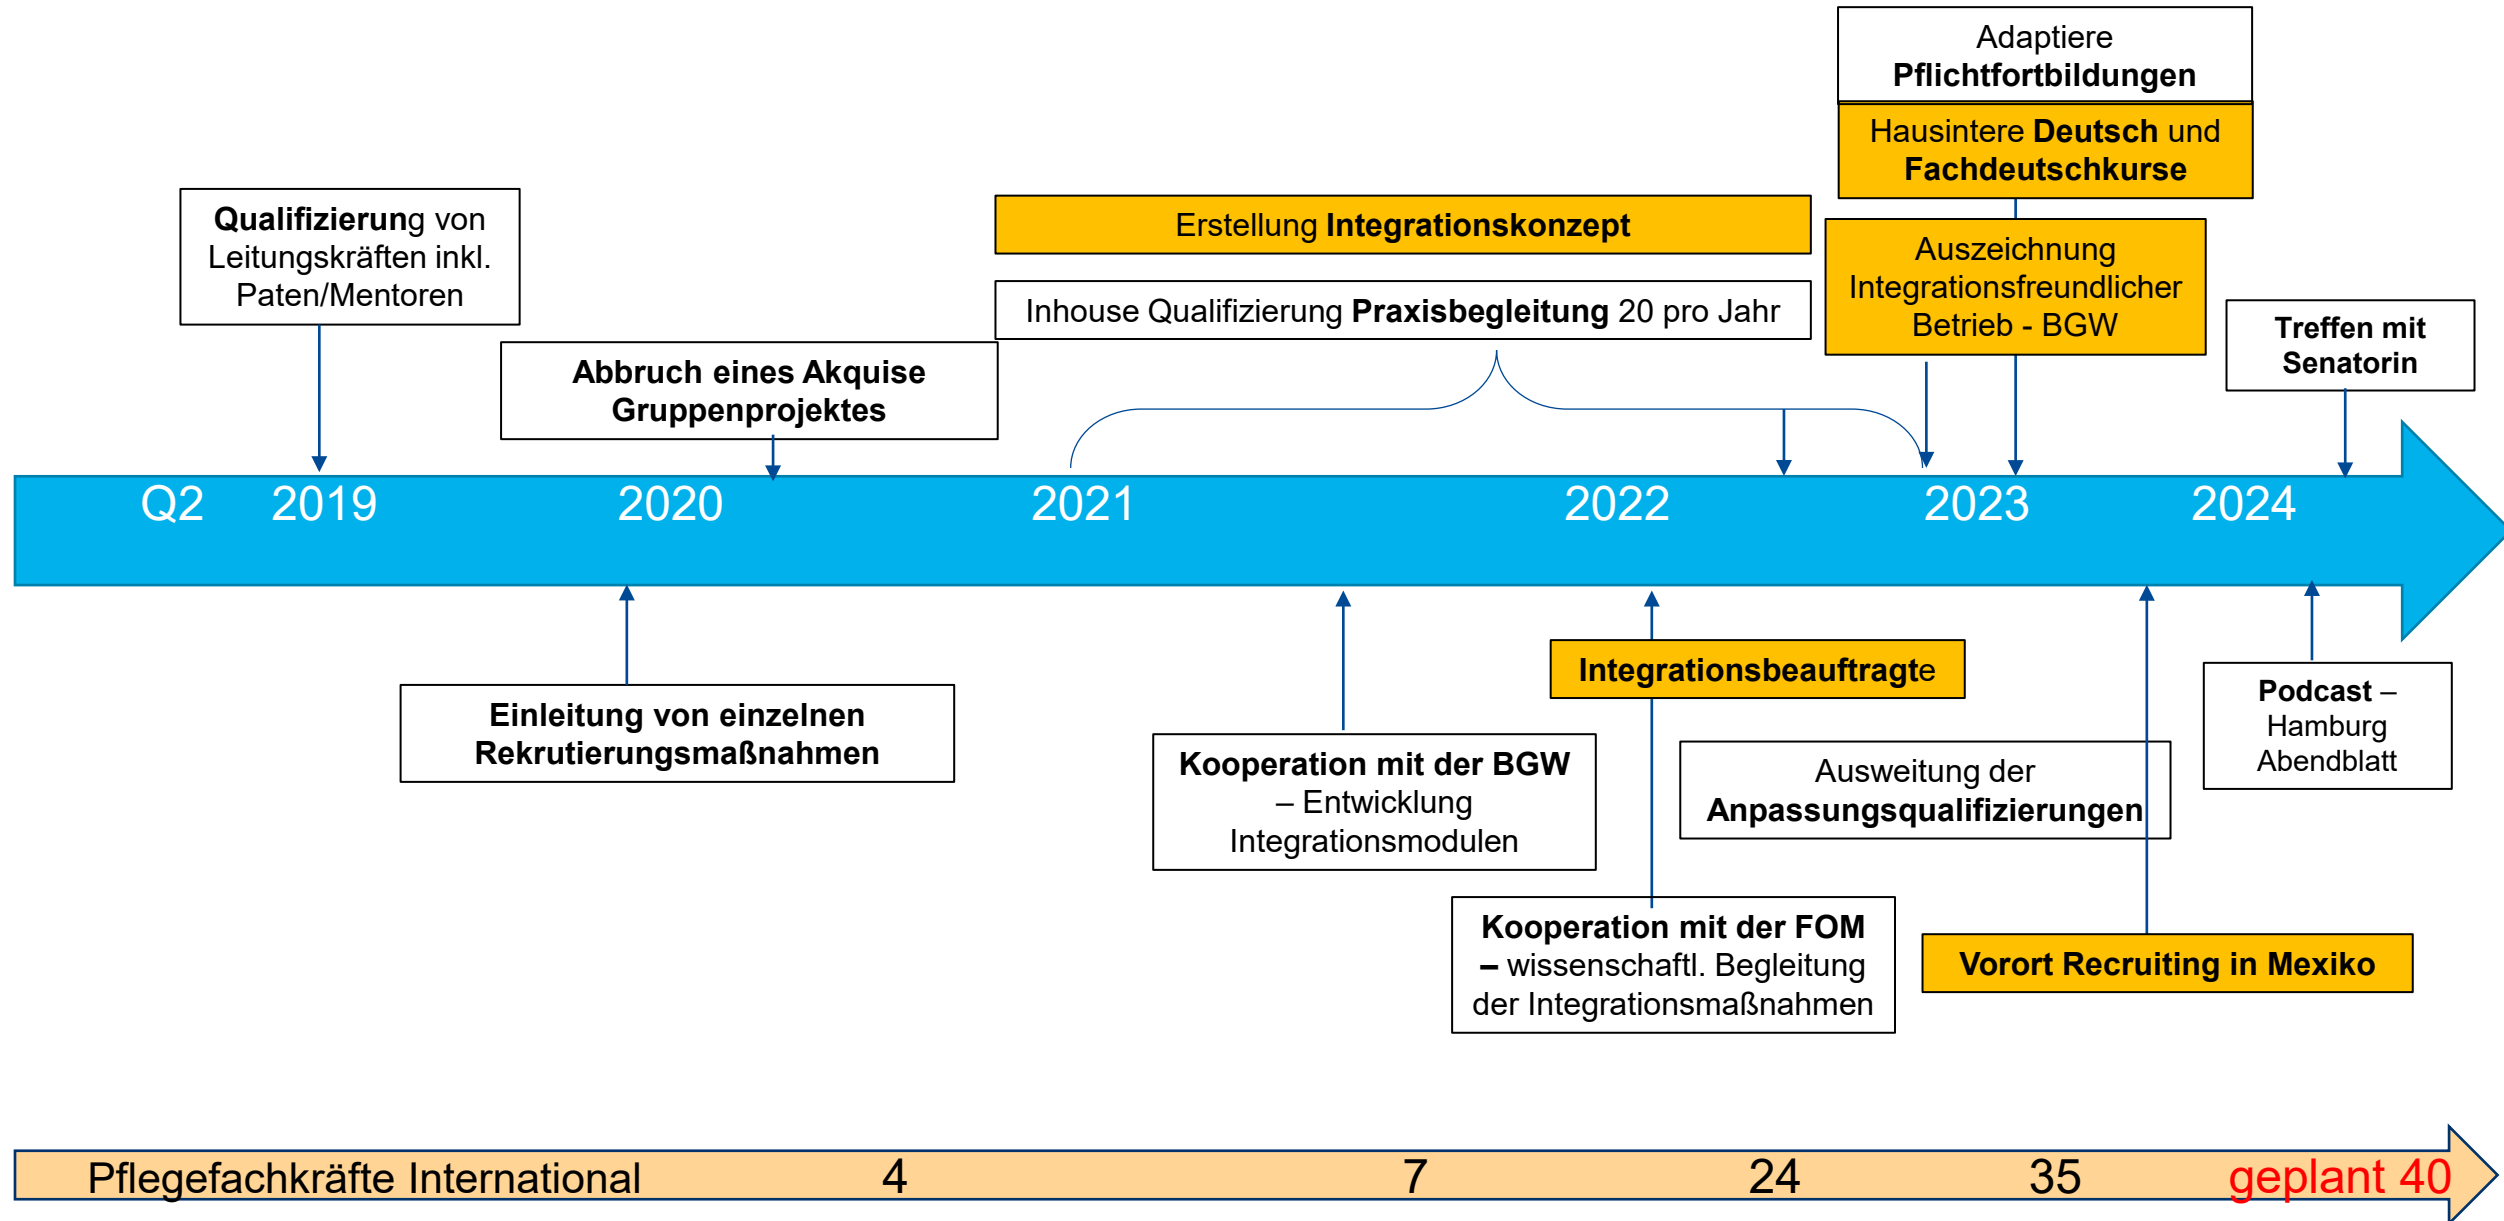 Adaptiere
Pflichtfortbildungen
Hausintere Deutsch und
Fachdeutschkurse
Qualifizierung von
Leitungskräften inkl.
Paten/Mentoren
Erstellung Integrationskonzept
Auszeichnung
Integrationsfreundlicher
Betrieb - BGW
Inhouse Qualifizierung Praxisbegleitung 20 pro Jahr
Treffen mit
Senatorin
Abbruch eines Akquise
Gruppenprojektes
Q2 2019 2020 2021 2022 2023 2024
Einleitung von einzelnen
Rekrutierungsmaßnahmen
Kooperation mit der BGW
– Entwicklung
Integrationsmodulen
Integrationsbeauftragte
Ausweitung der
Anpassungsqualifizierungen
Podcast –
Hamburg
Abendblatt
Kooperation mit der FOM
– wissenschaftl. Begleitung
der Integrationsmaßnahmen
Vorort Recruiting in Mexiko
Pflegefachkräfte International 4 7 24 35 geplant 40